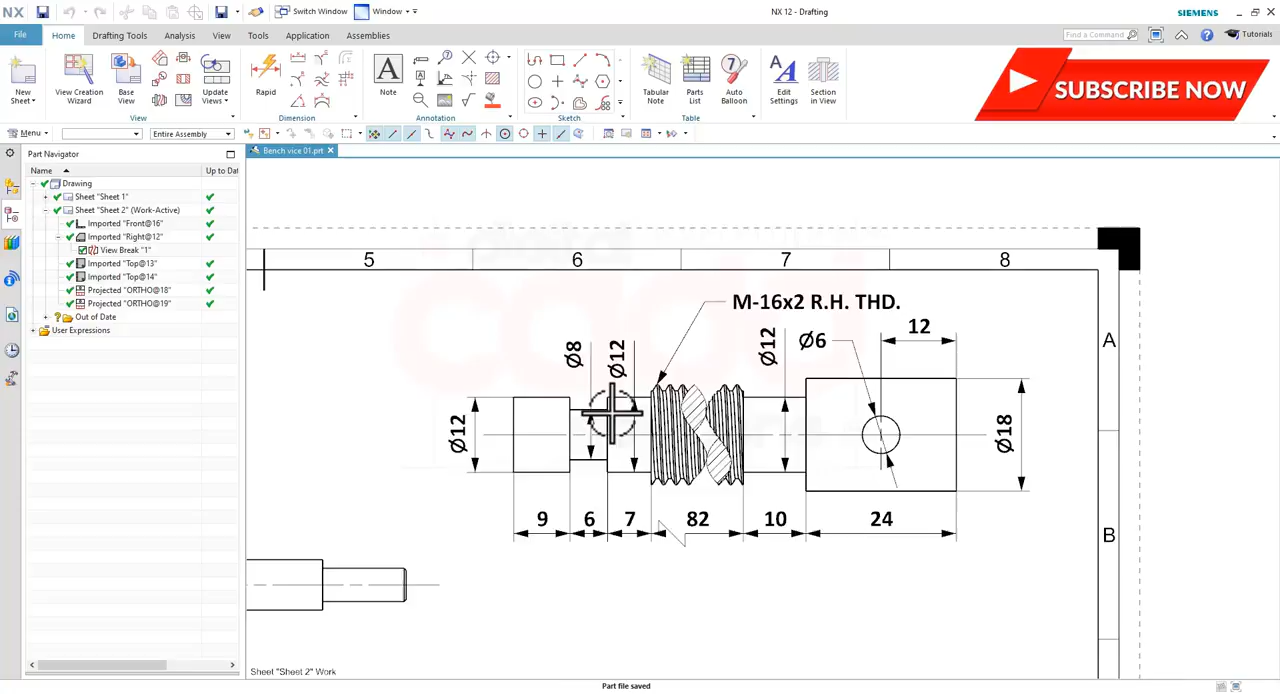 NX
Switch Window
Window
NX 12 - Drafting
SIEMENS
File
Home
Drafting Tools
Analysis
View
Tools
Application
Assemblies
Find a Command
Tutorials
New Sheet
View Creation Wizard
Base View
Update Views
View
Rapid
Dimension
Note
Annotation
Sketch
Tabular Note
Parts List
Auto Balloon
Table
Edit Settings
Section in View
SUBSCRIBE NOW
Menu
Entire Assembly
Part Navigator
Bench vice 01.prt
Name
Up to Dat
Drawing
Sheet "Sheet 1"
Sheet "Sheet 2" (Work-Active)
Imported "Front@16"
Imported "Right@12"
View Break "1"
Imported "Top@13"
Imported "Top@14"
Projected "ORTHO@18"
Projected "ORTHO@19"
Out of Date
User Expressions
5 6 7 8
A
B
M-16x2 R.H. THD.
Ø12
Ø8
Ø12
Ø12
Ø6
12
Ø18
9 6 7 82 10 24
Sheet "Sheet 2" Work
Part file saved